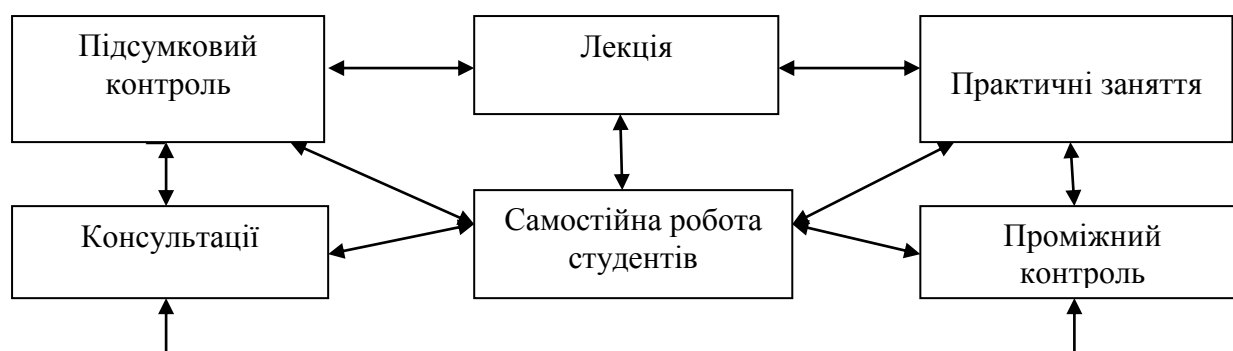 Підсумковий
контроль
Лекція
Практичні заняття
Консультації
Самостійна робота
студентів
Проміжний
контроль